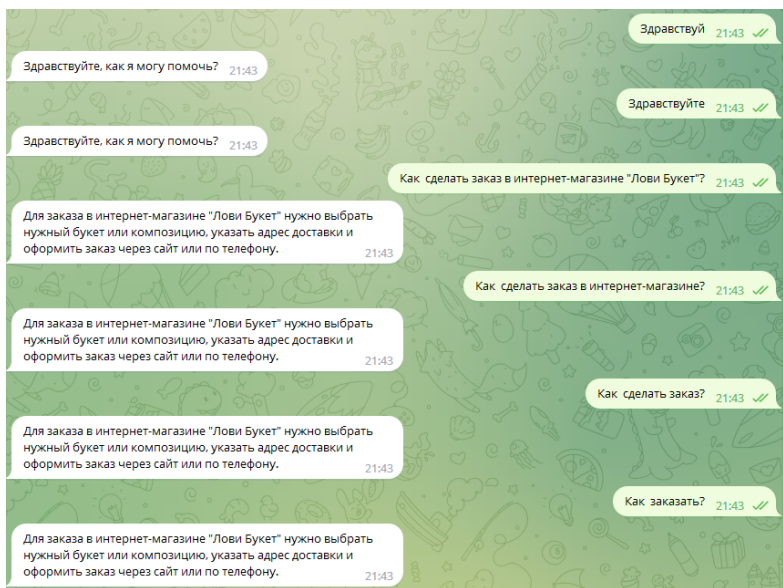 Здравствуй 21:43
Здравствуйте, как я могу помочь? 21:43
Здравствуйте 21:43
Здравствуйте, как я могу помочь? 21:43
Как сделать заказ в интернет-магазине "Лови Букет"? 21:43
Для заказа в интернет-магазине "Лови Букет" нужно выбрать
нужный букет или композицию, указать адрес доставки и
оформить заказ через сайт или по телефону. 21:43
Как сделать заказ в интернет-магазине? 21:43
Для заказа в интернет-магазине "Лови Букет" нужно выбрать
нужный букет или композицию, указать адрес доставки и
оформить заказ через сайт или по телефону. 21:43
Как сделать заказ? 21:43
Для заказа в интернет-магазине "Лови Букет" нужно выбрать
нужный букет или композицию, указать адрес доставки и
оформить заказ через сайт или по телефону. 21:43
Как заказать? 21:43
Для заказа в интернет-магазине "Лови Букет" нужно выбрать
нужный букет или композицию, указать адрес доставки и
оформить заказ через сайт или по телефону. 21:43